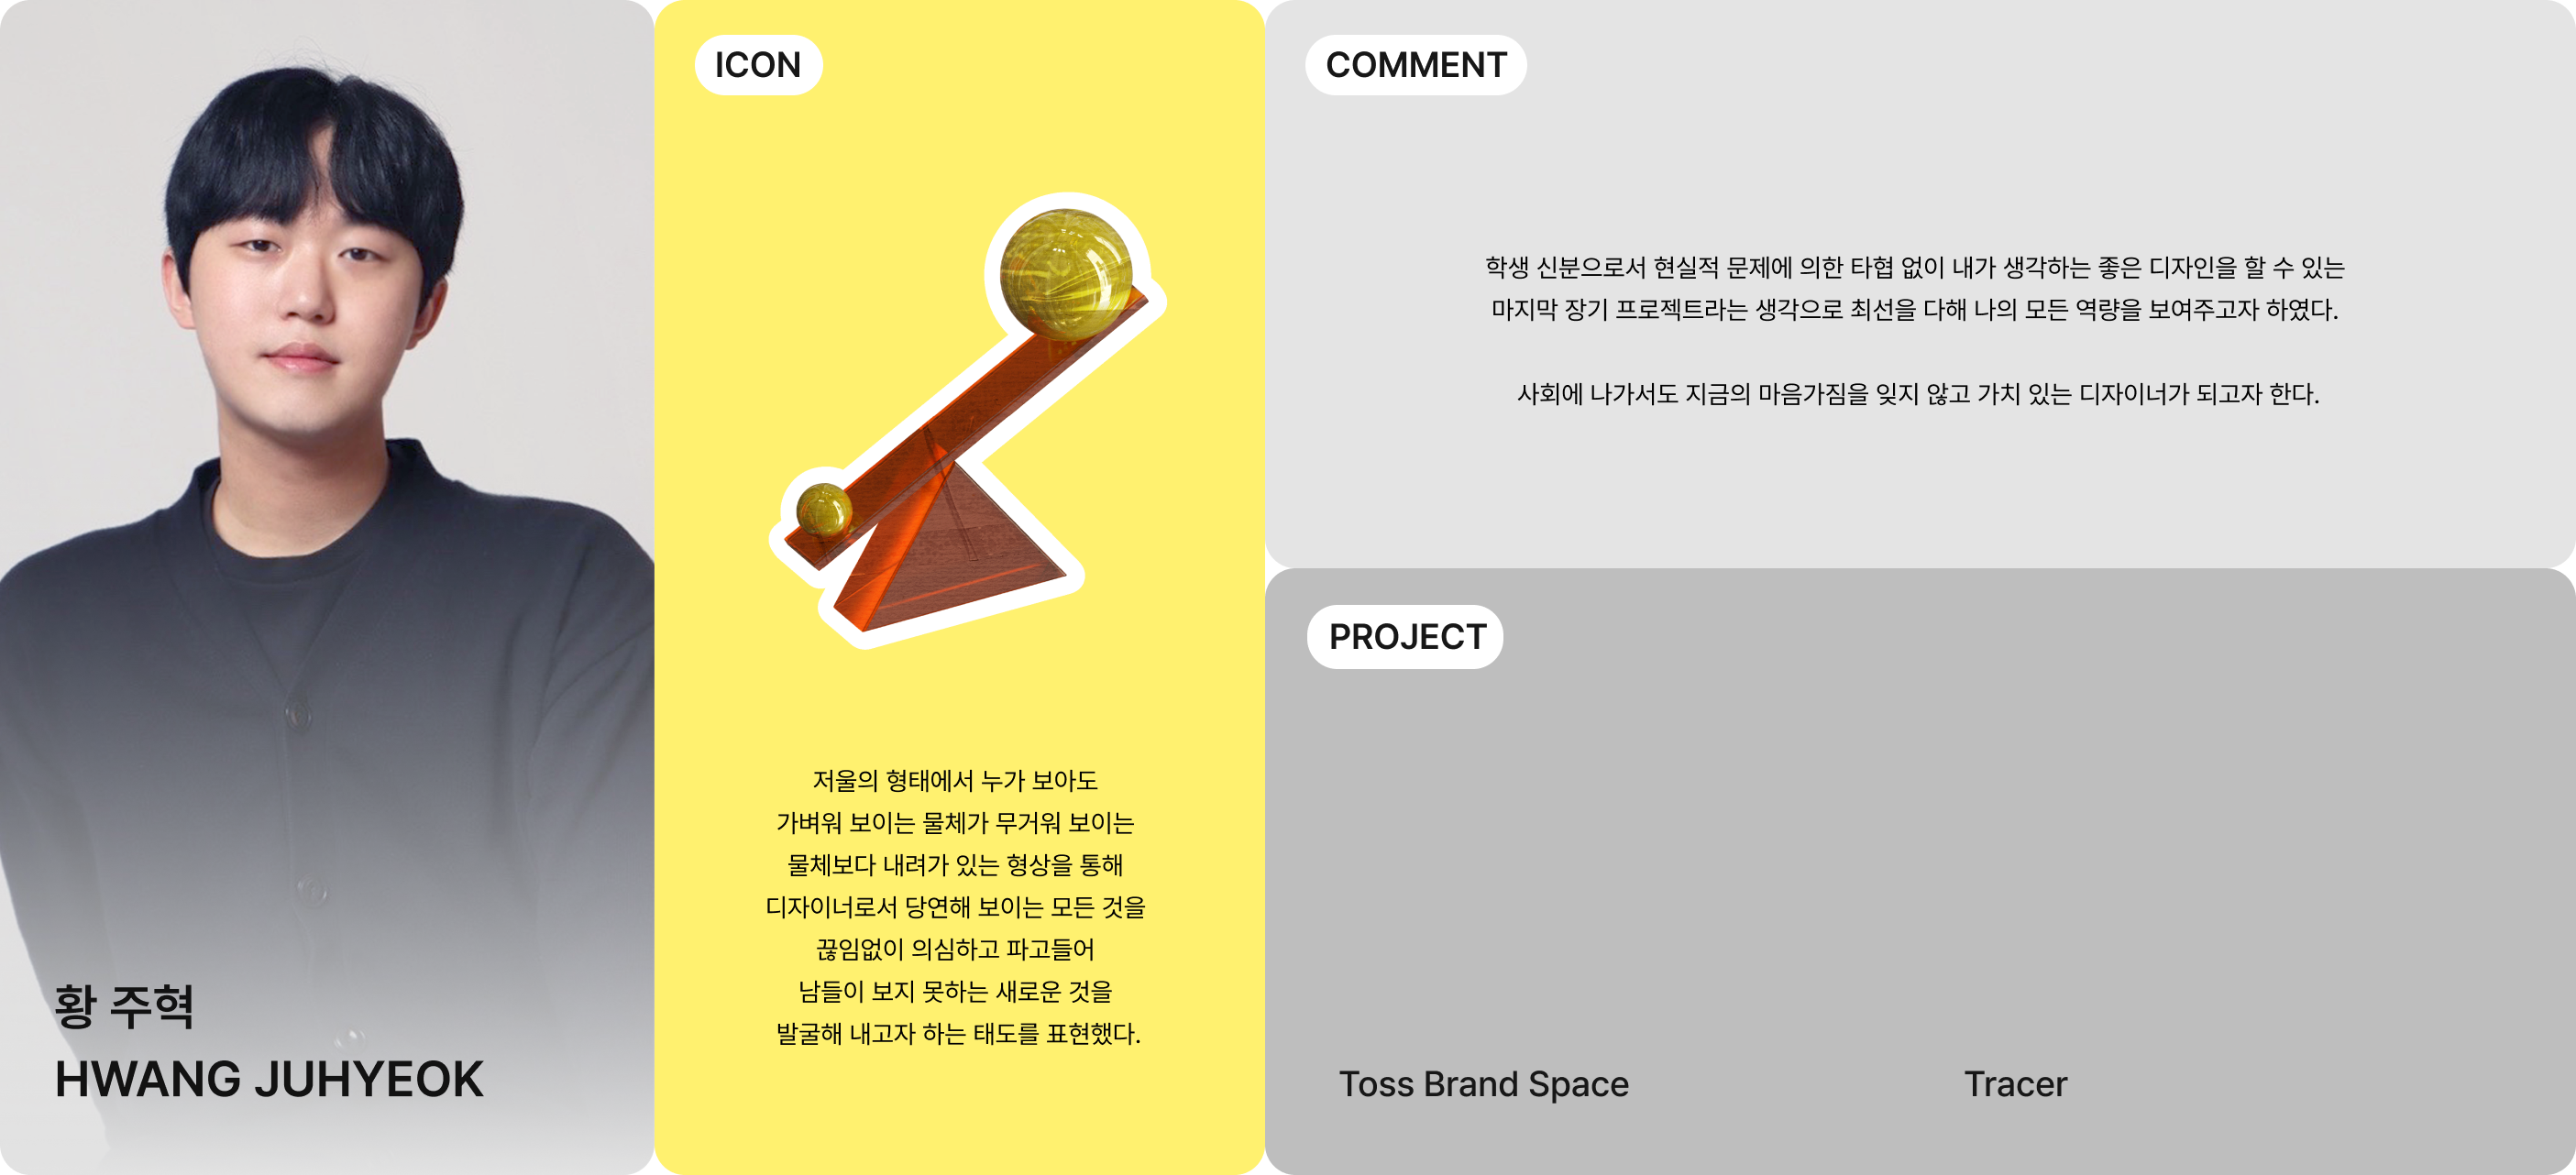 황 주혁
HWANG JUHYEOK
ICON
저울의 형태에서 누가 보아도
가벼워 보이는 물체가 무거워 보이는
물체보다 내려가 있는 형상을 통해
디자이너로서 당연해 보이는 모든 것을
끊임없이 의심하고 파고들어
남들이 보지 못하는 새로운 것을
발굴해 내고자 하는 태도를 표현했다.
COMMENT
학생 신분으로서 현실적 문제에 의한 타협 없이 내가 생각하는 좋은 디자인을 할 수 있는
마지막 장기 프로젝트라는 생각으로 최선을 다해 나의 모든 역량을 보여주고자 하였다.
사회에 나가서도 지금의 마음가짐을 잊지 않고 가치 있는 디자이너가 되고자 한다.
PROJECT
Toss Brand Space
Tracer